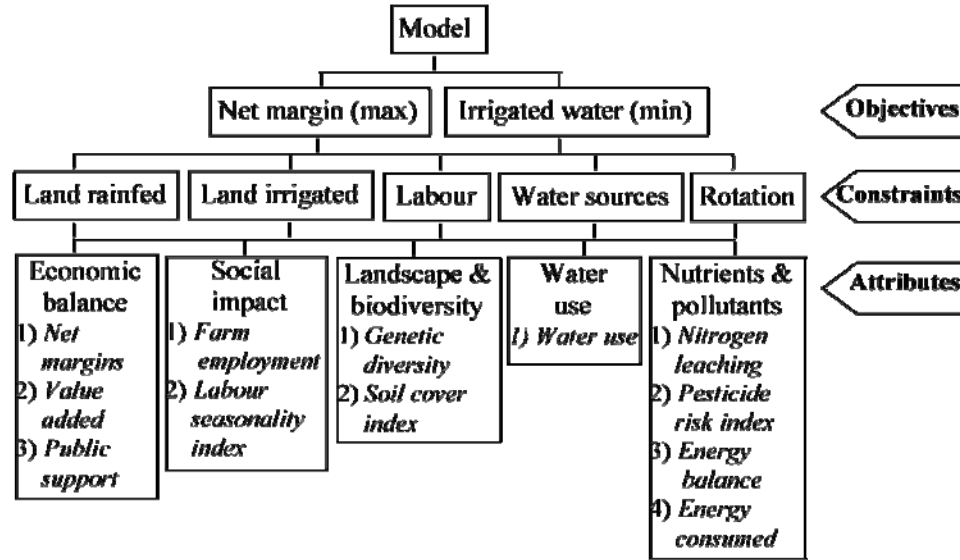 Model
Net margin (max)
Irrigated water (min)
Objectives
Land rainfed
Land irrigated
Labour
Water sources
Rotation
Constraints
Economic
balance
1) Net
margins
2) Value
added
3) Public
support
Social
impact
1) Farm
employment
2) Labour
seasonality
index
Landscape &
biodiversity
1) Genetic
diversity
2) Soil cover
index
Water
use
1) Water use
Nutrients &
pollutants
1) Nitrogen
leaching
2) Pesticide
risk index
3) Energy
balance
4) Energy
consumed
Attributes